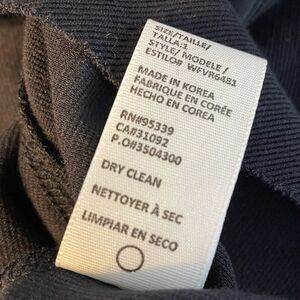 SIZE/TAILLE/
TALLA:1
STYLE/ MODELE /
ESTILO# WFVR6481
MADE IN KOREA
FABRIQUE EN CORÉE
HECHO EN COREA
RN#95339
CA#31092
P.O#3504300
DRY CLEAN
NETTOYER À SEC
LIMPIAR EN SECO